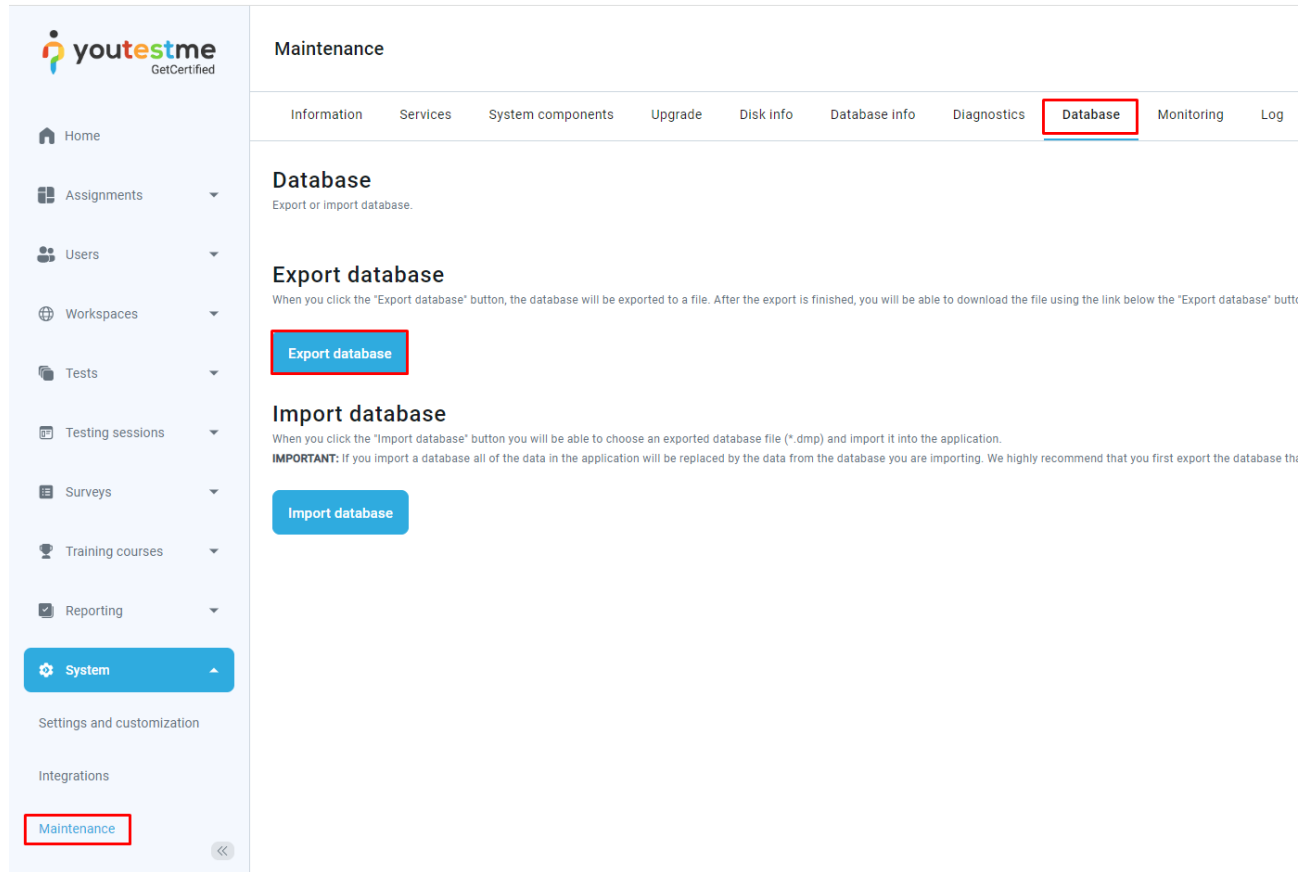 youtestme
GetCertified
Home
Assignments
Users
Workspaces
Tests
Testing sessions
Surveys
Training courses
Reporting
System
Settings and customization
Integrations
Maintenance
Maintenance
Information Services System components Upgrade Disk info Database info Diagnostics Database Monitoring Log
Database
Export or import database.
Export database
When you click the "Export database" button, the database will be exported to a file. After the export is finished, you will be able to download the file using the link below the "Export database" butt
Export database
Import database
When you click the "Import database" button you will be able to choose an exported database file (*.dmp) and import it into the application.
IMPORTANT: If you import a database all of the data in the application will be replaced by the data from the database you are importing. We highly recommend that you first export the database tha
Import database